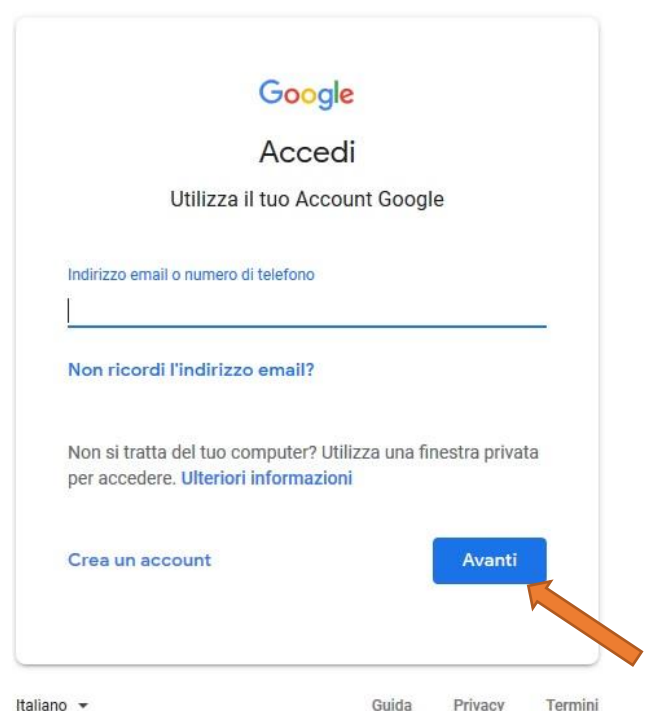 Google
Accedi
Utilizza il tuo Account Google
Indirizzo email o numero di telefono
Non ricordi l'indirizzo email?
Non si tratta del tuo computer? Utilizza una finestra privata
per accedere. Ulteriori informazioni
Crea un account Avanti
Italiano Guida Privacy Termini